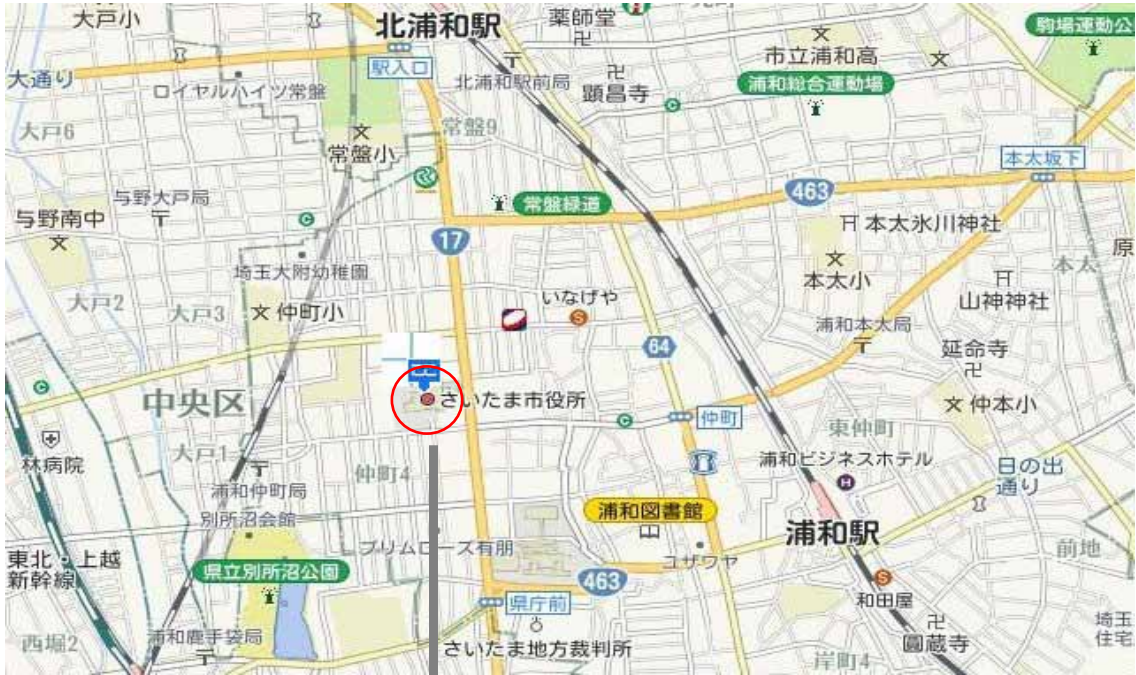 大戸小
北浦和駅
薬師堂
駒場運動公
大通り
駅入口
北浦和駅前局
顕昌寺
市立浦和高
浦和総合運動場
ロイヤルハイツ常盤
大戸6
常盤9
常盤小
本太坂下
463
与野大戸局
与野南中
常盤緑道
本太氷川神社
17
原
本太
埼玉大附幼稚園
本太小
山神神社
大戸2
大戸3
仲町小
いなげや
浦和本太局
64
延命寺
中央区
さいたま市役所
仲町
仲本小
東仲町
大戸1
林病院
仲町4
浦和ビジネスホテル
日の出
通り
浦和仲町局
別所沼会館
浦和図書館
浦和駅
東北・上越
新幹線
プリムローズ有朋
ユザワヤ
前地
県立別所沼公園
463
県庁前
和田屋
西堀2
浦和鹿手袋局
さいたま地方裁判所
圓蔵寺
埼玉
住宅
岸町4